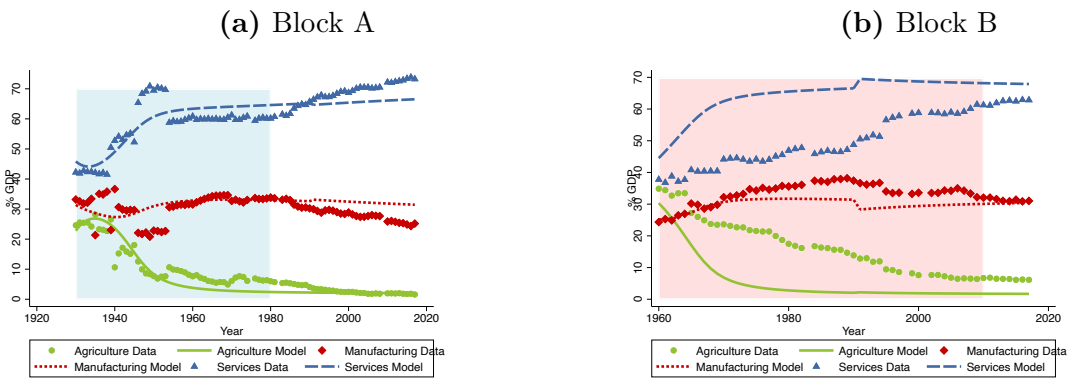 (a) Block A
% GDP
0 10 20 30 40 50 60 70
1920 1940 1960 1980 2000 2020
Year
Agriculture Data Agriculture Model Manufacturing Data
Manufacturing Model Services Data Services Model
(b) Block B
% GDP
0 10 20 30 40 50 60 70
1960 1980 2000 2020
Year
Agriculture Data Agriculture Model Manufacturing Data
Manufacturing Model Services Data Services Model